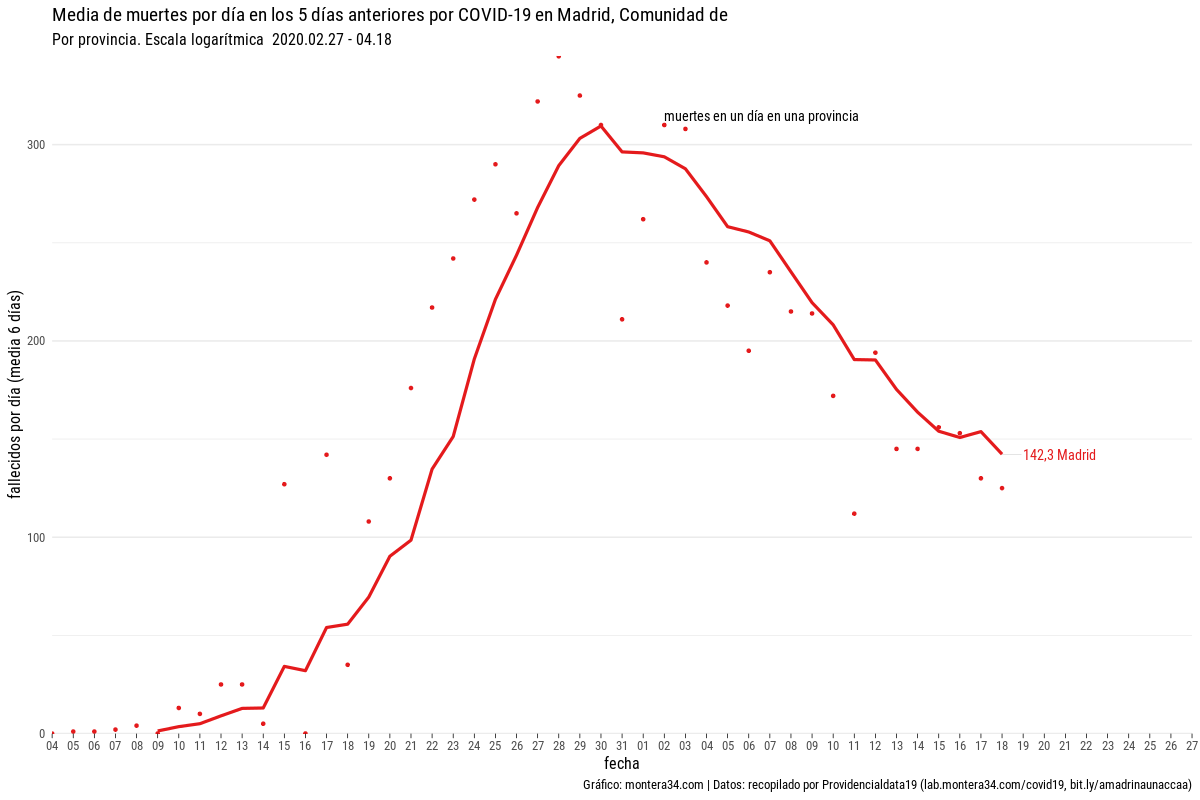 Media de muertes por día en los 5 días anteriores por COVID-19 en Madrid, Comunidad de
Por provincia. Escala logarítmica 2020.02.27 - 04.18
muertes en un día en una provincia
300
200
100
0
fallecidos por día (media 6 días)
142,3 Madrid
04 05 06 07 08 09 10 11 12 13 14 15 16 17 18 19 20 21 22 23 24 25 26 27 28 29 30 31 01 02 03 04 05 06 07 08 09 10 11 12 13 14 15 16 17 18 19 20 21 22 23 24 25 26 27
fecha
Gráfico: montera34.com | Datos: recopilado por Providencialdata19 (lab.montera34.com/covid19, bit.ly/amadrinaunaccaa)